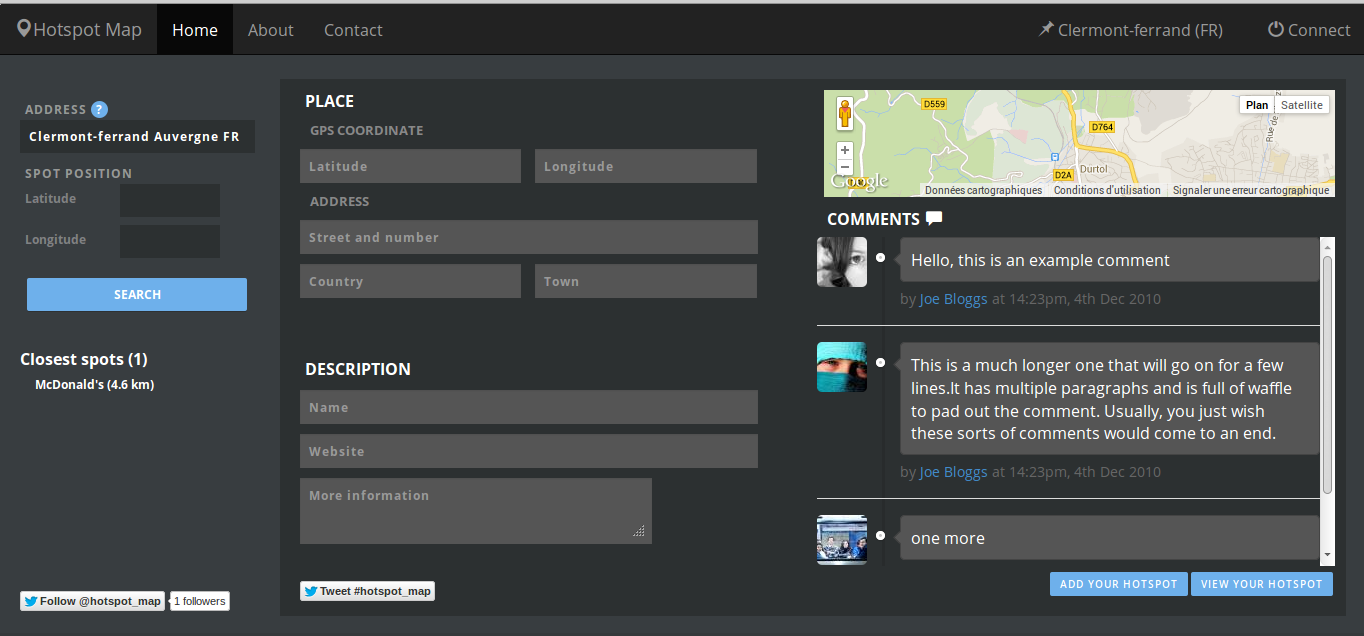 Hotspot Map
Home
About
Contact
Clermont-ferrand (FR)
Connect
ADDRESS ?
Clermont-ferrand Auvergne FR
SPOT POSITION
Latitude
Longitude
SEARCH
Closest spots (1)
McDonald's (4.6 km)
Follow @hotspot_map
1 followers
PLACE
GPS COORDINATE
Latitude
Longitude
ADDRESS
Street and number
Country
Town
DESCRIPTION
Name
Website
More information
Tweet #hotspot_map
D559
Plan
Satellite
D764
Rue de
Durtol
D2A
Google
Données cartographiques
Conditions d'utilisation
Signaler une erreur cartographique
COMMENTS
Hello, this is an example comment
by Joe Bloggs at 14:23pm, 4th Dec 2010
This is a much longer one that will go on for a few
lines.It has multiple paragraphs and is full of waffle
to pad out the comment. Usually, you just wish
these sorts of comments would come to an end.
by Joe Bloggs at 14:23pm, 4th Dec 2010
one more
ADD YOUR HOTSPOT
VIEW YOUR HOTSPOT